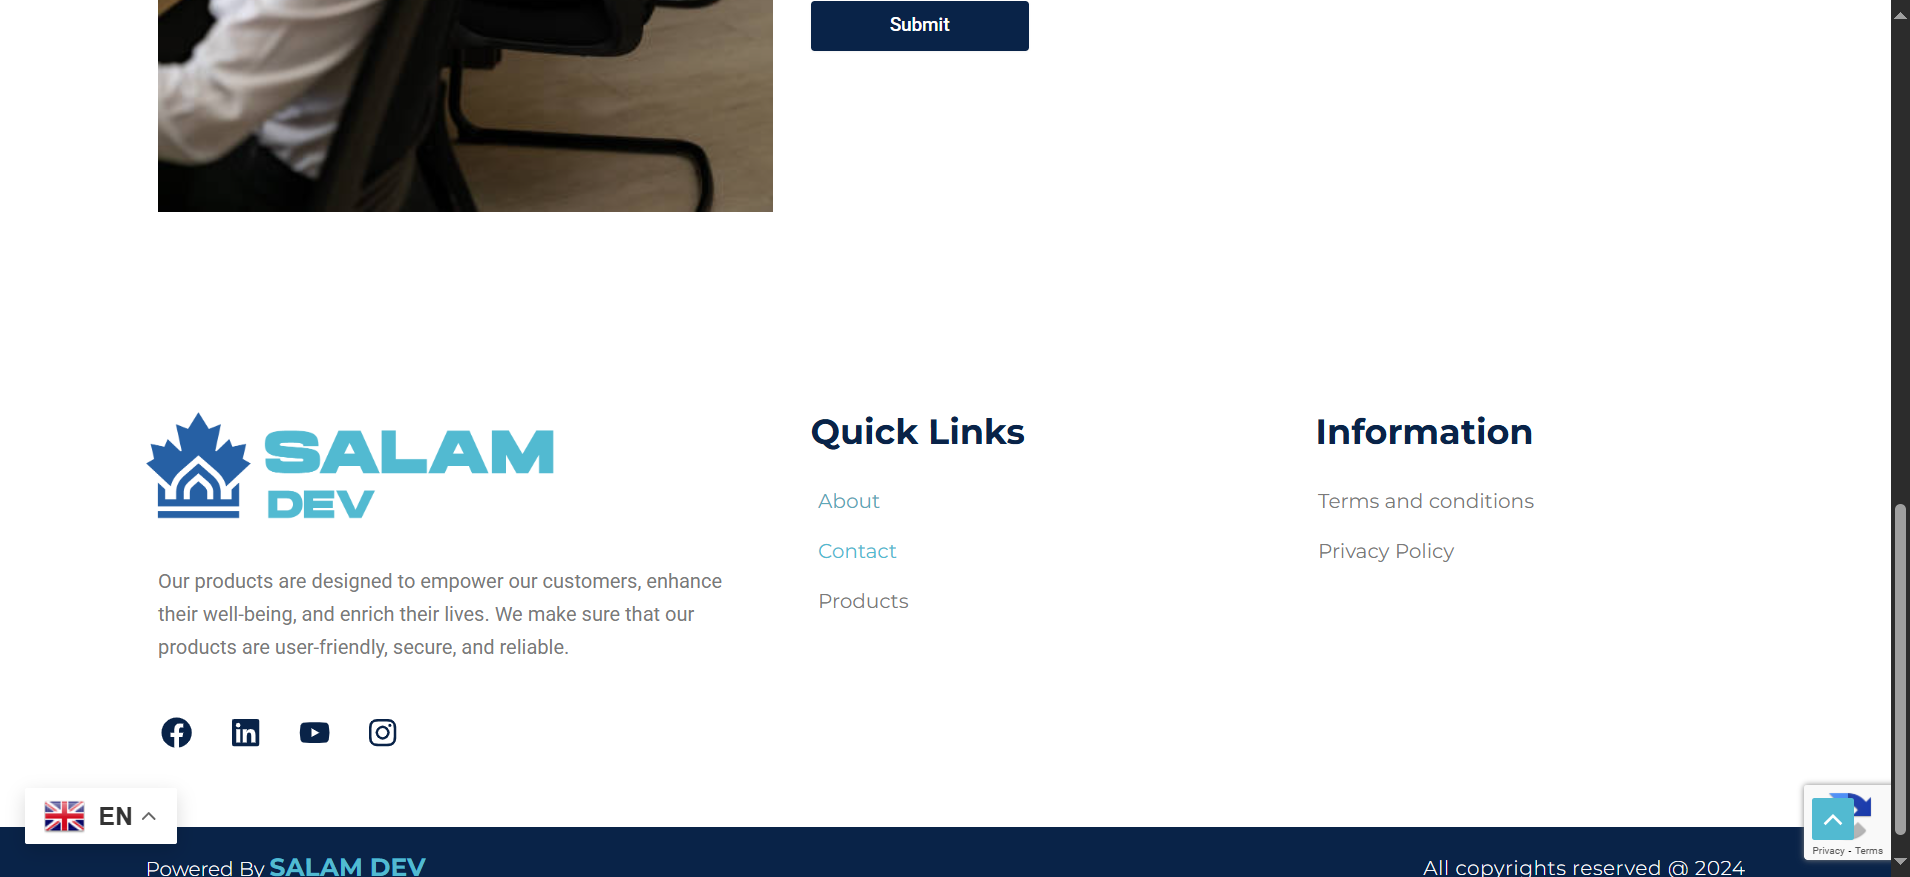 Submit
SALAM
DEV
Our products are designed to empower our customers, enhance
their well-being, and enrich their lives. We make sure that our
products are user-friendly, secure, and reliable.
Quick Links
About
Contact
Products
Information
Terms and conditions
Privacy Policy
EN
Powered By SALAM DEV
All copyrights reserved @ 2024
Privacy - Terms